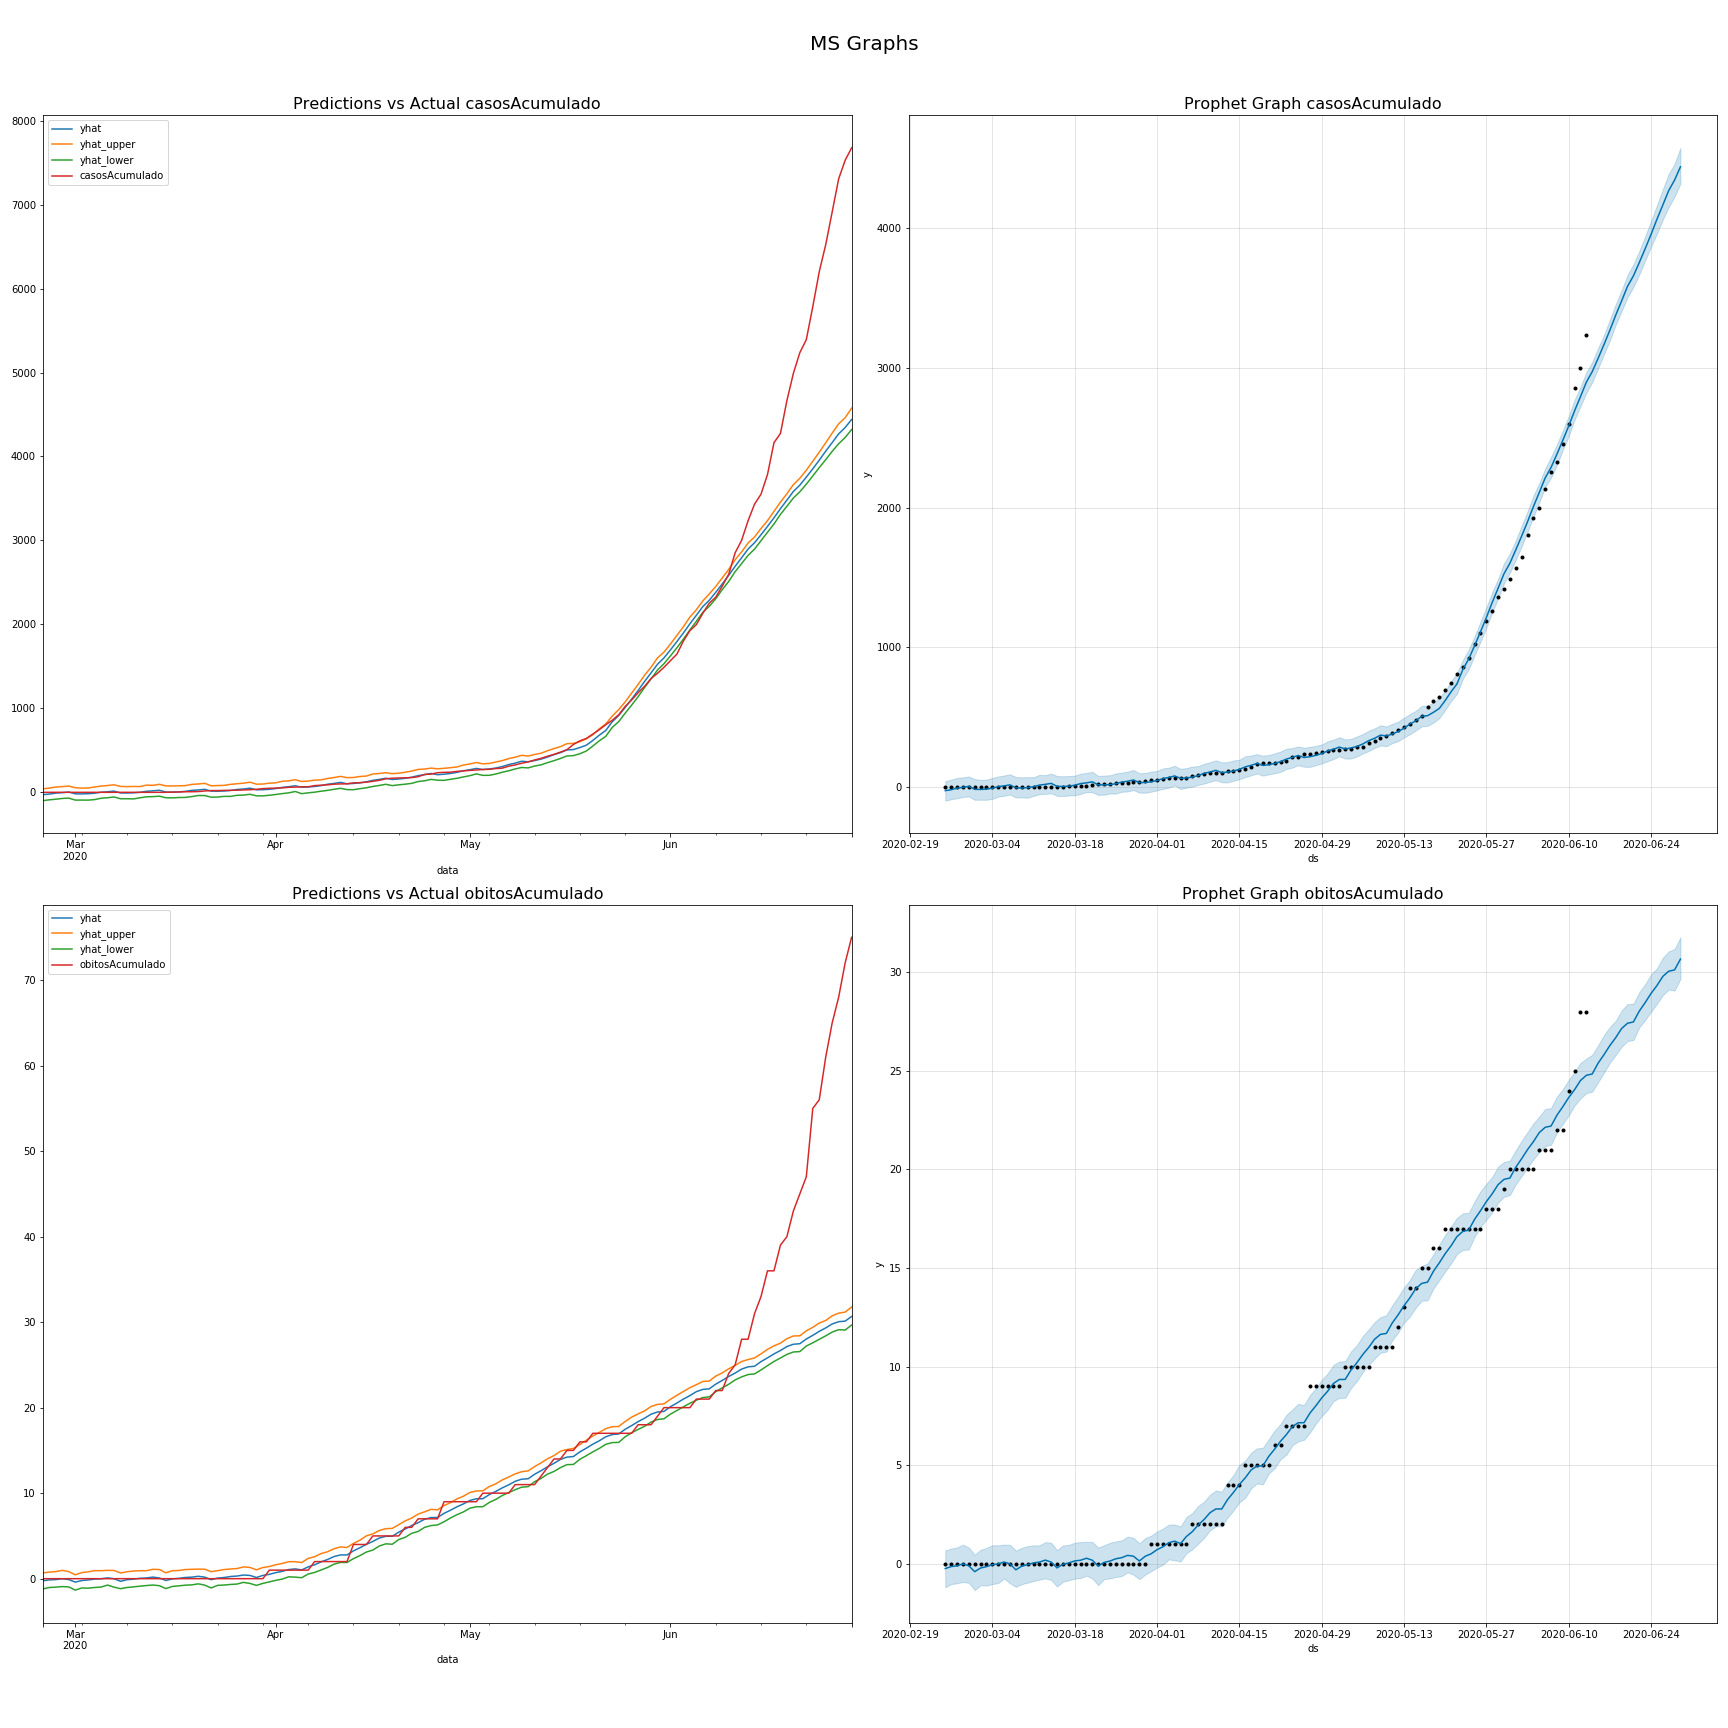 MS Graphs
Predictions vs Actual casosAcumulado
8000
7000
6000
5000
4000
3000
2000
1000
0
yhat
yhat_upper
yhat_lower
casosAcumulado
Mar
2020
Apr
May
Jun
data
Prophet Graph casosAcumulado
4000
3000
2000
1000
0
y
2020-02-19 2020-03-04 2020-03-18 2020-04-01 2020-04-15 2020-04-29 2020-05-13 2020-05-27 2020-06-10 2020-06-24
ds
Predictions vs Actual obitosAcumulado
70
60
50
40
30
20
10
0
yhat
yhat_upper
yhat_lower
obitosAcumulado
Mar
2020
Apr
May
Jun
data
Prophet Graph obitosAcumulado
30
25
20
15
10
5
0
y
2020-02-19 2020-03-04 2020-03-18 2020-04-01 2020-04-15 2020-04-29 2020-05-13 2020-05-27 2020-06-10 2020-06-24
ds